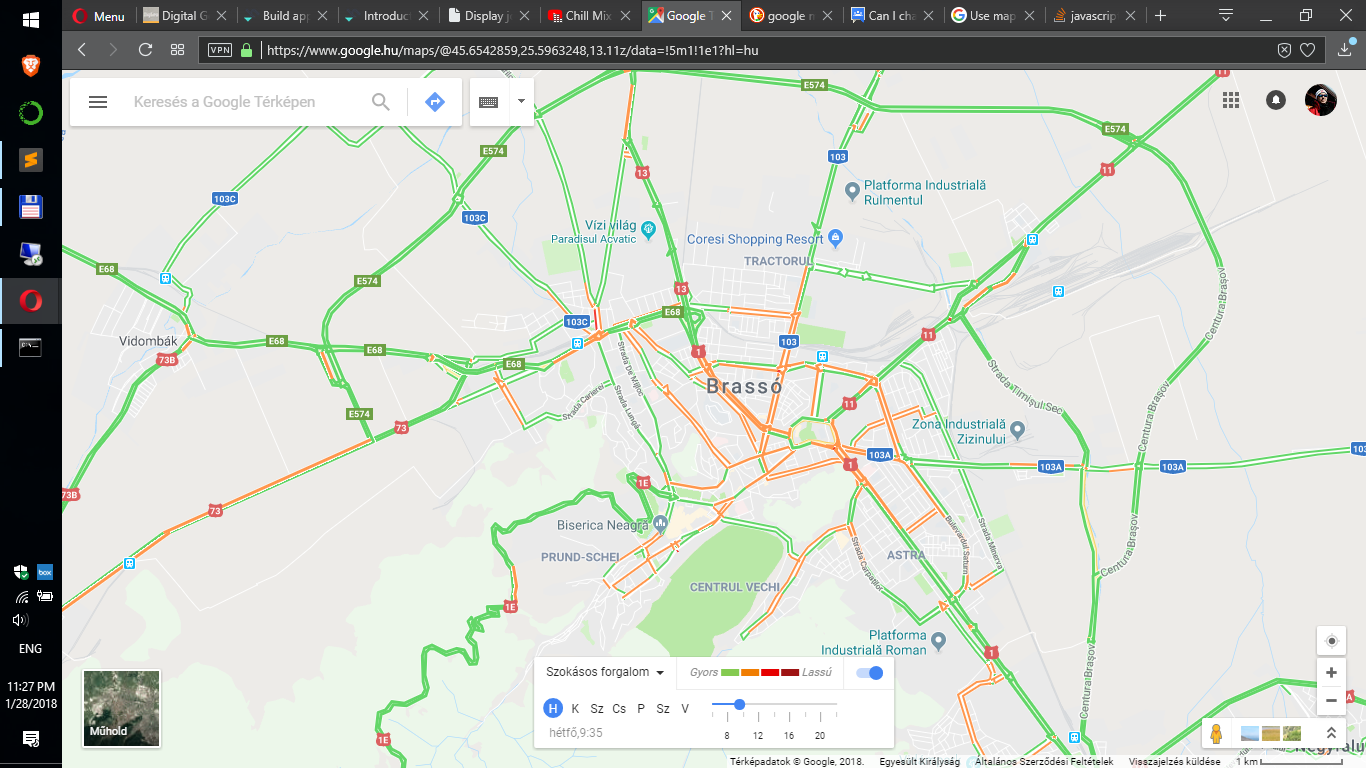 Menu
Digital G
Build app
Introduct
Display je
Chill Mix
Google T
google m
Can I cha
Use map
javascrip
VPN
https://www.google.hu/maps/@45.6542859,25.5963248,13.11z/data=!5m1!1e1?hl=hu
Keresés a Google Térképen
E574
11
E574
E574
103
13
11
103C
103C
Platforma Industrială
Rulmentul
Vízi világ
Paradisul Acvatic
Coresi Shopping Resort
TRACTORUL
E68
E574
13
Centura Brașov
E68
103C
Vidombák
E68
E68
103
11
73B
E68
1
Strada De Mijloc
Strada Timișul Sec
Brassó
Strada Carierei
Strada Lungă
11
Centura Brașov
E574
73
Zona Industrială
Zizinului
103A
103A
103A
103
1
73B
1E
73
Biserica Neagră
Bulevardul Saturn
Strada Minerva
Centura Brașov
PRUND-SCHEI
ASTRA
Strada Carpaților
CENTRUL VECHI
1E
Platforma
Industrială Roman
1
Centura Brașov
1E
Negyfalu
Műhold
Szokásos forgalom
Gyors
Lassú
H K Sz Cs P Sz V
hétfő,9:35
8 12 16 20
Térképadatok © Google, 2018.
Egyesült Királyság
Általános Szerződési Feltételek
Visszajelzés küldése
1 km
box
ENG
11:27 PM
1/28/2018